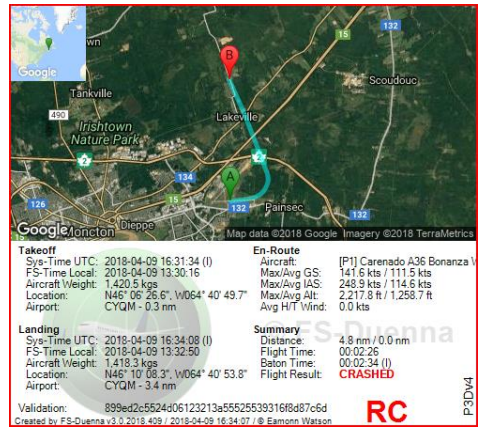 wn
132
15
Google
Tankville
Scoudouc
490
Lakeville
Irishtown
Nature Park
2
B
134
2
A
15
126
132
Painsec
132
Google
Moncton
Dieppe
Map data ©2018 Google Imagery ©2018 TerraMetrics
Takeoff
Sys-Time UTC: 2018-04-09 16:31:34 (I)
FS-Time Local: 2018-04-09 13:30:16
Aircraft Weight: 1,420.5 kgs
Location: N46° 06' 26.6", W064° 40' 49.7"
Airport: CYQM - 0.3 nm
Landing
Sys-Time UTC: 2018-04-09 16:34:08 (I)
FS-Time Local: 2018-04-09 13:32:50
Aircraft Weight: 1,418.3 kgs
Location: N46° 10' 08.3", W064° 40' 53.8"
Airport: CYQM - 3.4 nm
En-Route
Aircraft: [P1] Carenado A36 Bonanza V
Max/Avg GS: 141.6 kts / 111.5 kts
Max/Avg IAS: 248.9 kts / 114.6 kts
Max/Avg Alt: 2,217.8 ft / 1,258.7 ft
Avg H/T Wind: 0.0 kts
© FS-Duenna
Summary
Distance: 4.8 nm / 0.0 nm
Flight Time: 00:02:26
Baton Time: 00:02:34 (I)
Flight Result: CRASHED
Validation: 899ed2c5524d06123213a55525539316f8d87c6d
Created by FS-Duenna v3.0.2018.409 / 2018-04-09 16:34:07 / © Eamonn Watson
RC
P3Dv4